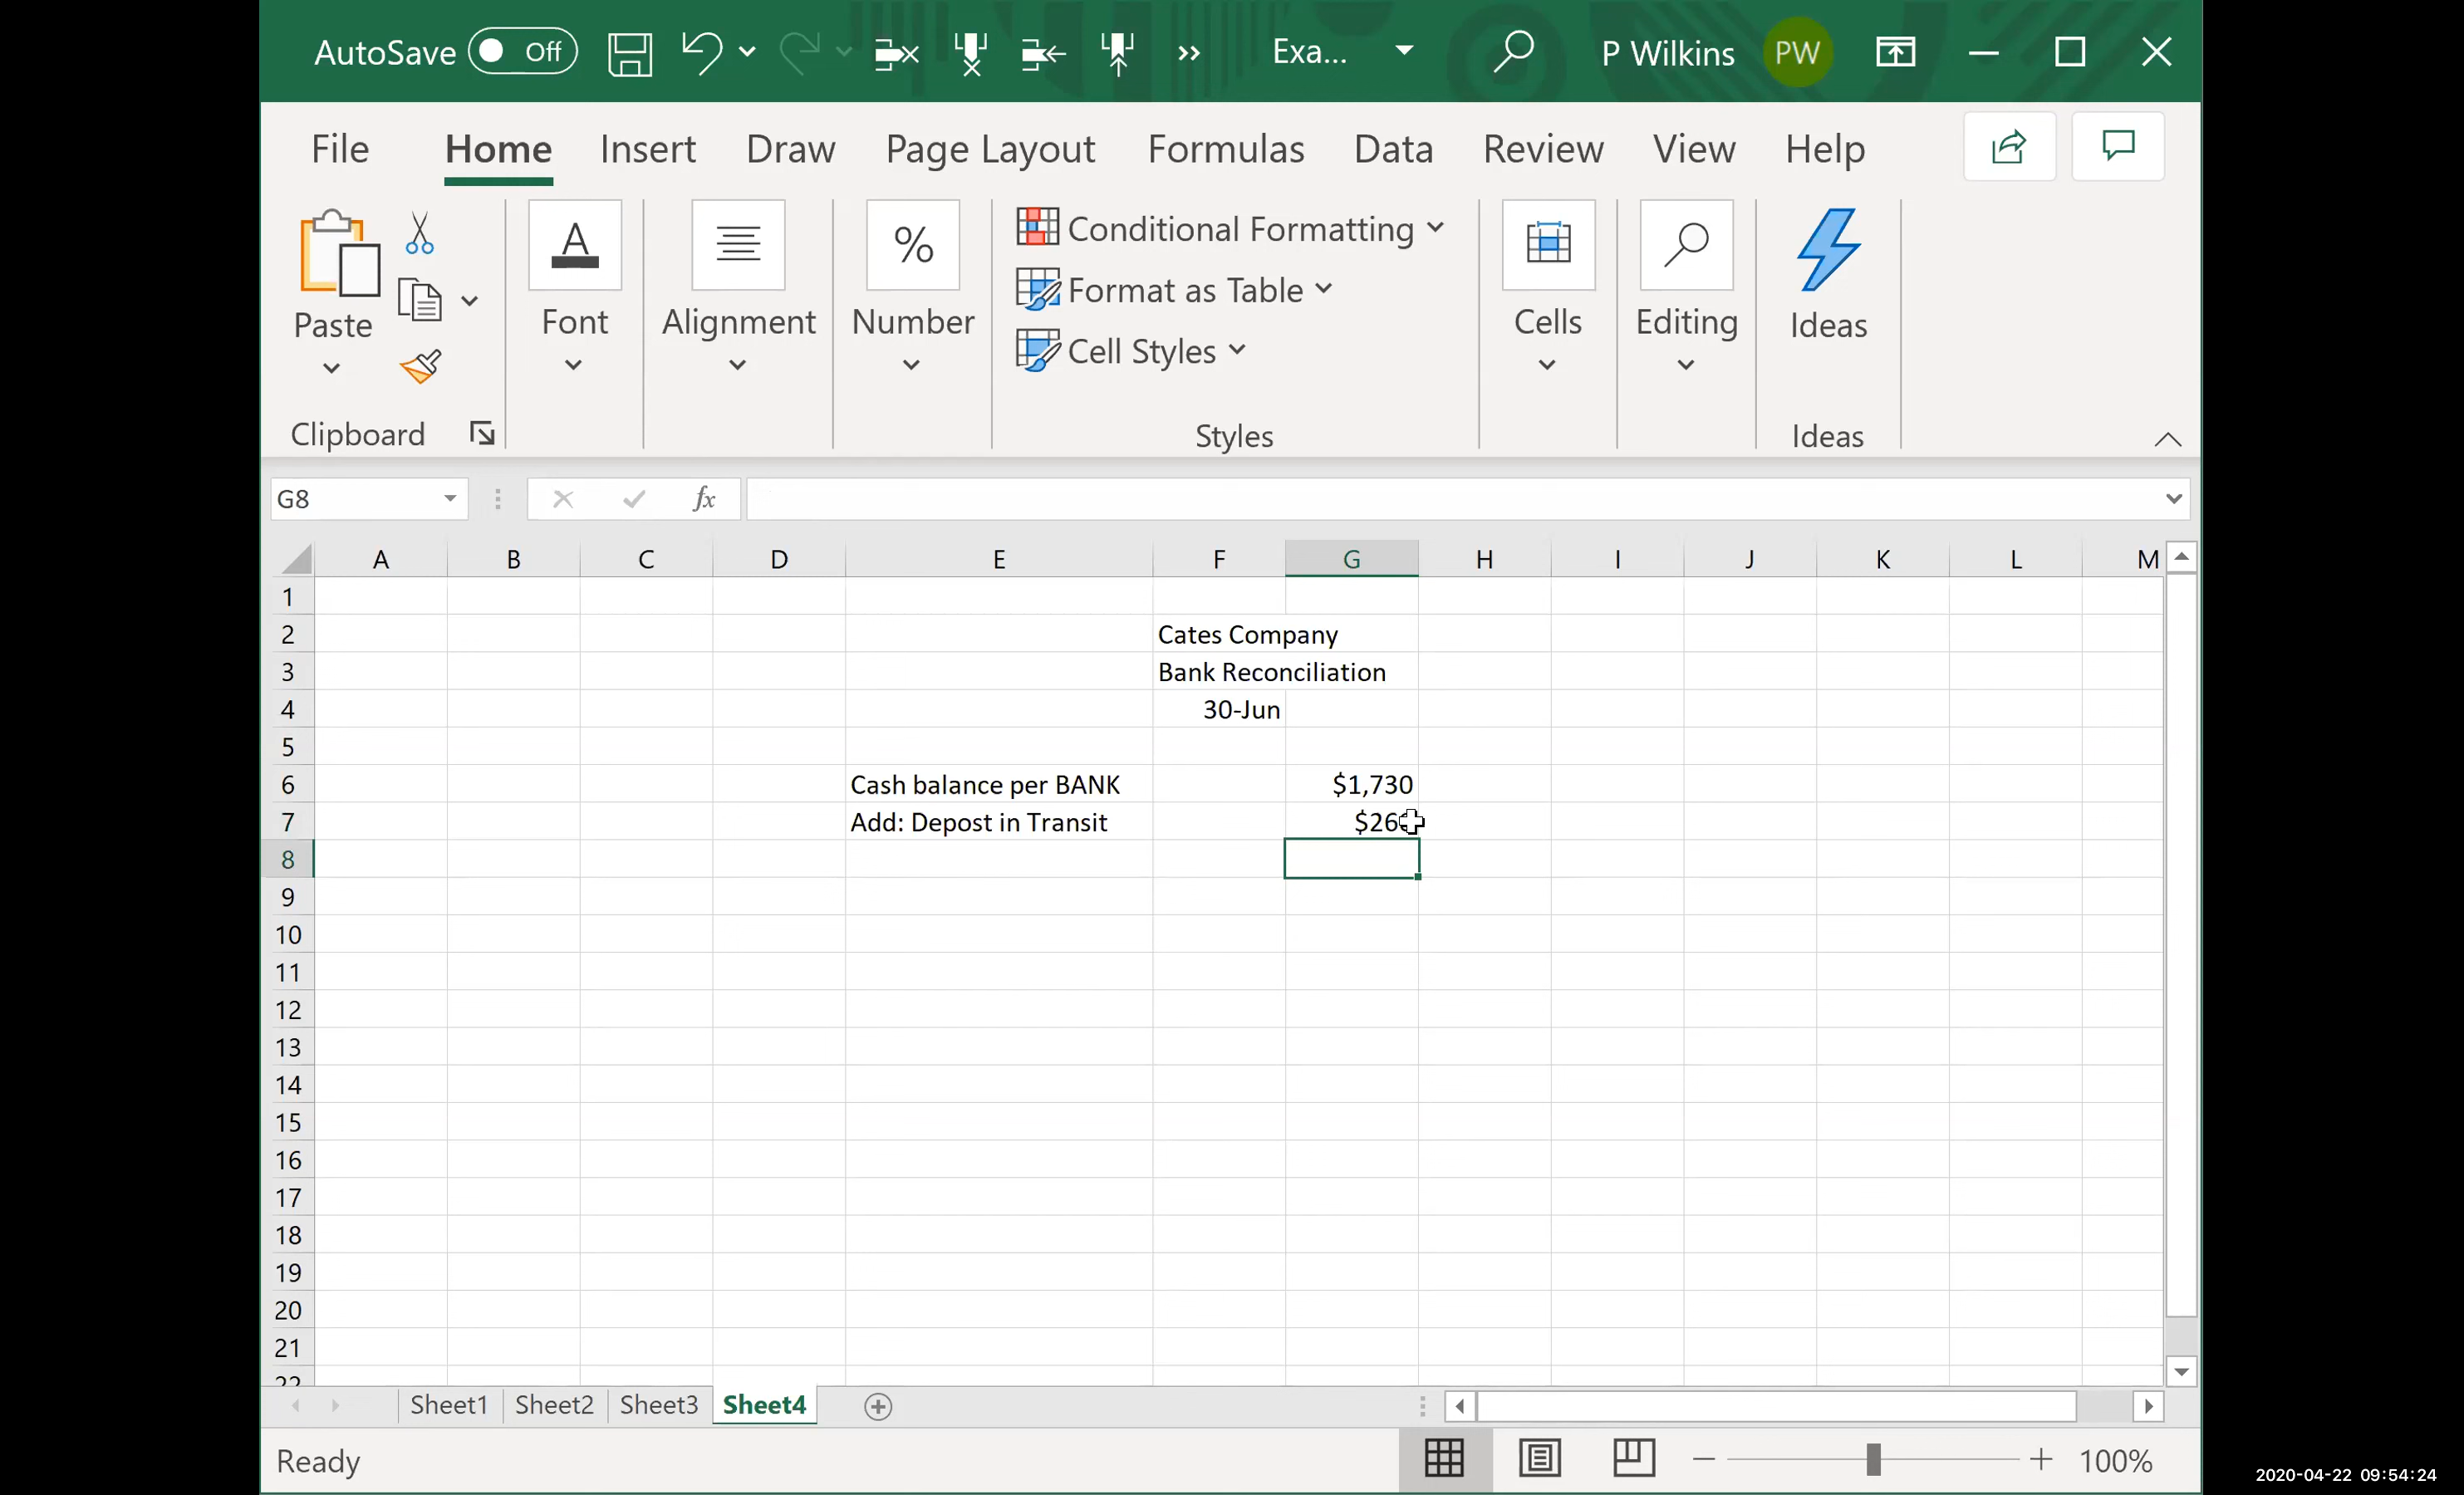 AutoSave Off Exa... P Wilkins PW
File Home Insert Draw Page Layout Formulas Data Review View Help
Paste
Clipboard
Font
Alignment
%
Number
Conditional Formatting
Format as Table
Cell Styles
Styles
Cells
Editing
Ideas
Ideas
G8 fx
A B C D E F G H I J K L M
1
2 Cates Company
3 Bank Reconciliation
4 30-Jun
5
6 Cash balance per BANK $1,730
7 Add: Depost in Transit
8
9
10
11
12
13
14
15
16
17
18
19
20
21
22
Sheet1 Sheet2 Sheet3 Sheet4
Ready 100%
2020-04-22 09:54:24